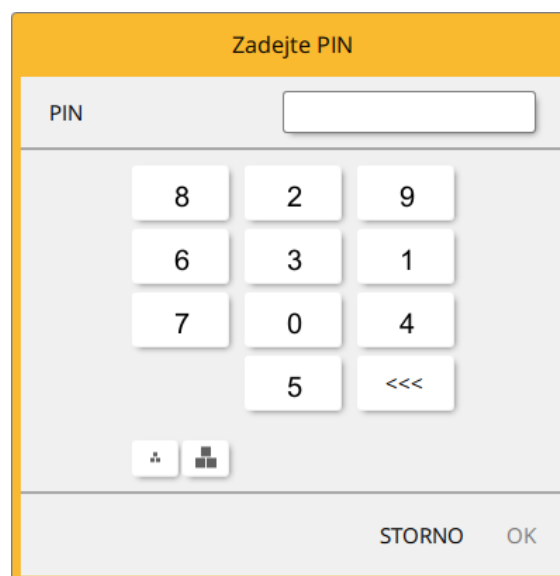 Zadejte PIN
PIN
8 2 9
6 3 1
7 0 4
5 <<<
STORNO OK